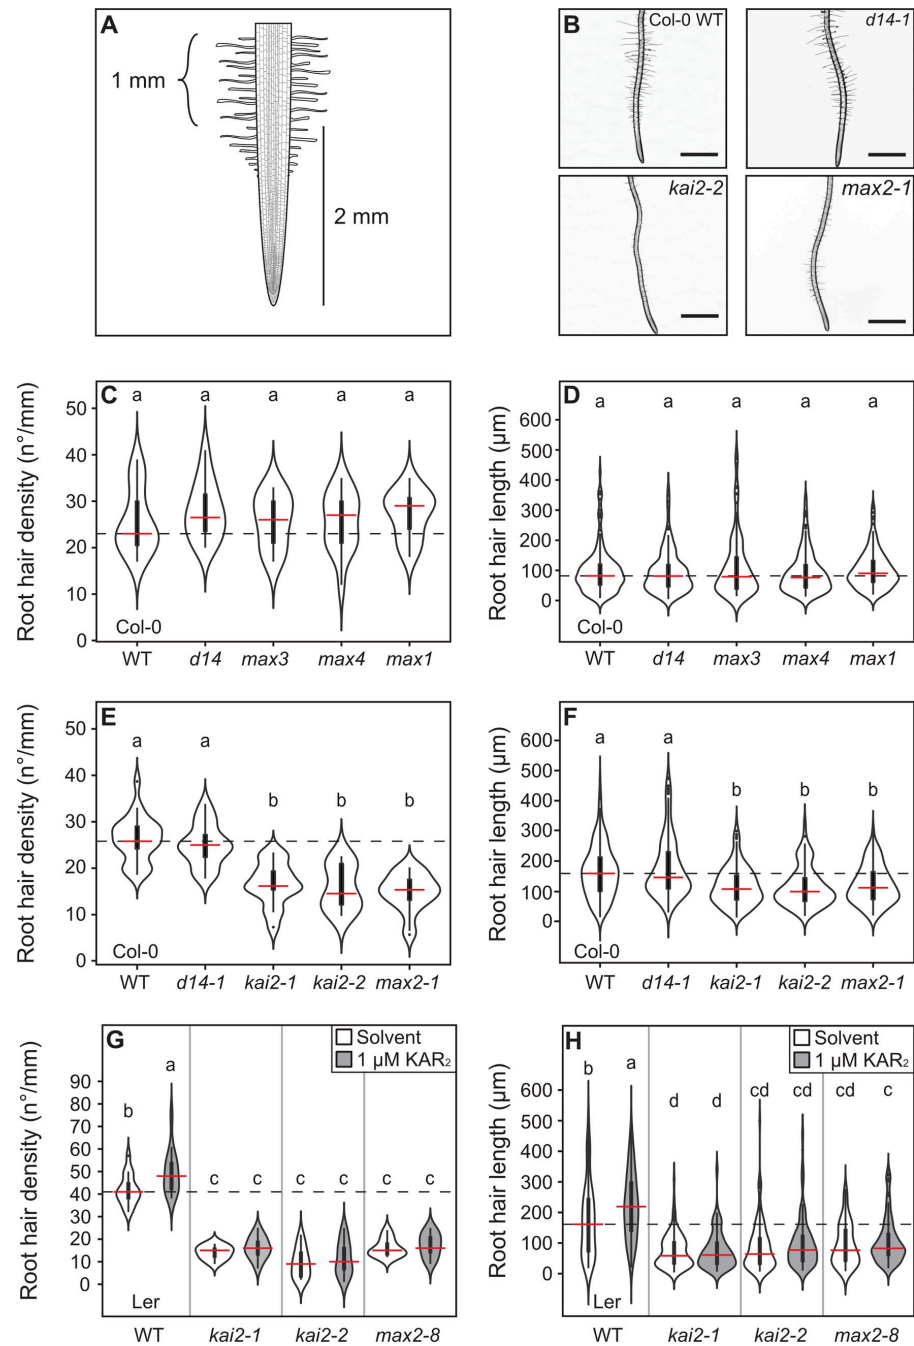 A
1 mm
2 mm
B
Col-0 WT
d14-1
kai2-2
max2-1
C
Root hair density (n°/mm)
50
40
30
20
10
0
a a a a a
Col-0
WT d14 max3 max4 max1
D
Root hair length (µm)
600
500
400
300
200
100
0
a a a a a
Col-0
WT d14 max3 max4 max1
E
Root hair density (n°/mm)
50
40
30
20
10
0
a a b b b
Col-0
WT d14-1 kai2-1 kai2-2 max2-1
F
Root hair length (µm)
600
500
400
300
200
100
0
a a b b b
Col-0
WT d14-1 kai2-1 kai2-2 max2-1
G
Solvent
1 µM KAR₂
Root hair density (n°/mm)
90
80
70
60
50
40
30
20
10
0
b a c c c c c c
Ler
WT kai2-1 kai2-2 max2-8
H
Solvent
1 µM KAR₂
Root hair length (µm)
600
500
400
300
200
100
0
b a d d cd cd cd c
Ler
WT kai2-1 kai2-2 max2-8